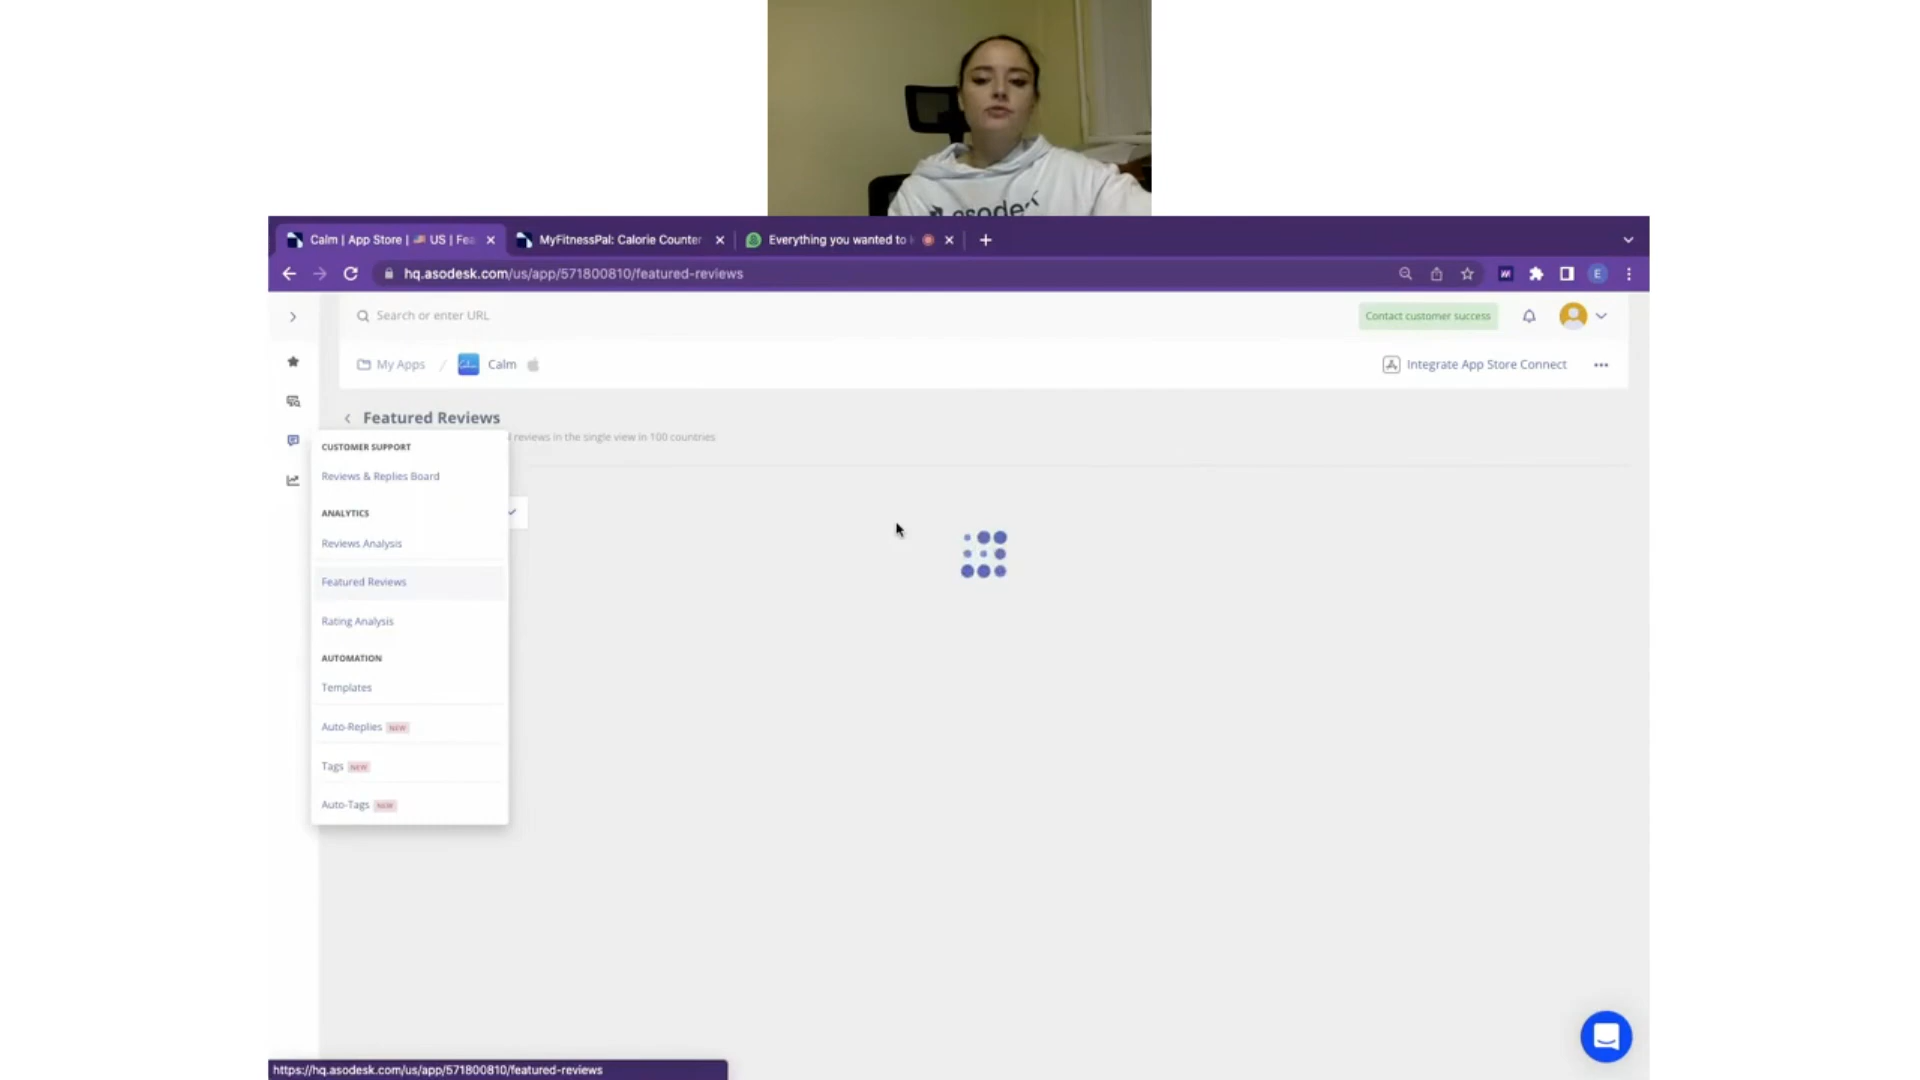 asodesk
Calm | App Store | US | Fea
MyFitnessPal: Calorie Counter
Everything you wanted to
hq.asodesk.com/us/app/571800810/featured-reviews
E
Search or enter URL
Contact customer success
My Apps / Calm
Integrate App Store Connect
Featured Reviews
reviews in the single view in 100 countries
CUSTOMER SUPPORT
Reviews & Replies Board
ANALYTICS
Reviews Analysis
Featured Reviews
Rating Analysis
AUTOMATION
Templates
Auto-Replies NEW
Tags NEW
Auto-Tags NEW
https://hq.asodesk.com/us/app/571800810/featured-reviews